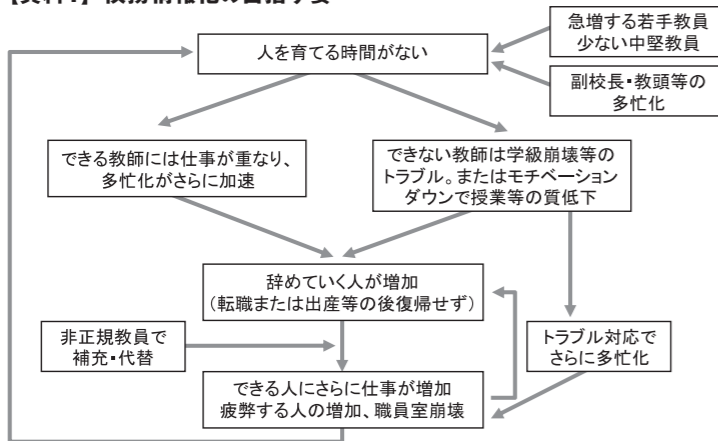 急増する若手教員
少ない中堅教員
人を育てる時間がない
副校長・教頭等の
多忙化
できる教師には仕事が重なり、
多忙化がさらに加速
できない教師は学級崩壊等の
トラブル。またはモチベーション
ダウンで授業等の質低下
辞めていく人が増加
(転職または出産等の後復帰せず)
非正規教員で
補充・代替
トラブル対応で
さらに多忙化
できる人にさらに仕事が増加
疲弊する人の増加、職員室崩壊